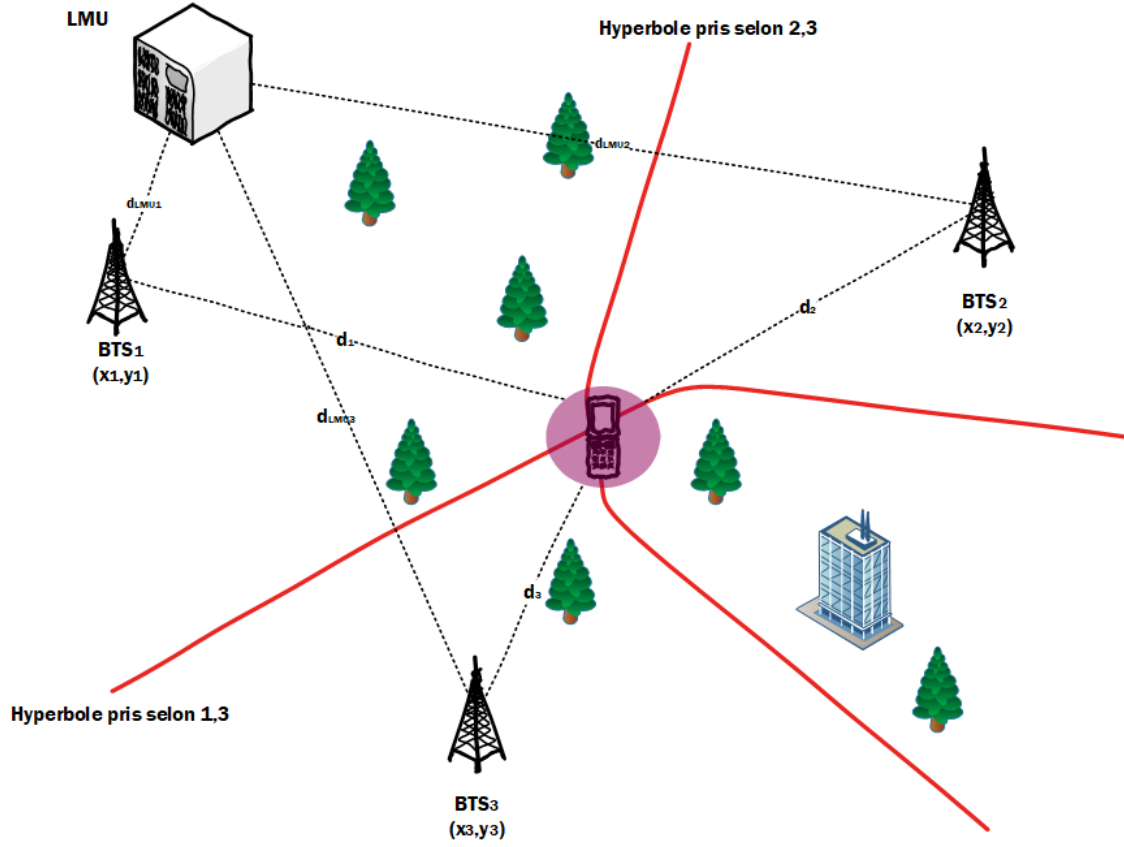 LMU
Hyperbole pris selon 2,3
dLMU2
dLMU1
BTS1
(x1,y1)
d1
d2
BTS2
(x2,y2)
dLMU3
d3
Hyperbole pris selon 1,3
BTS3
(x3,y3)